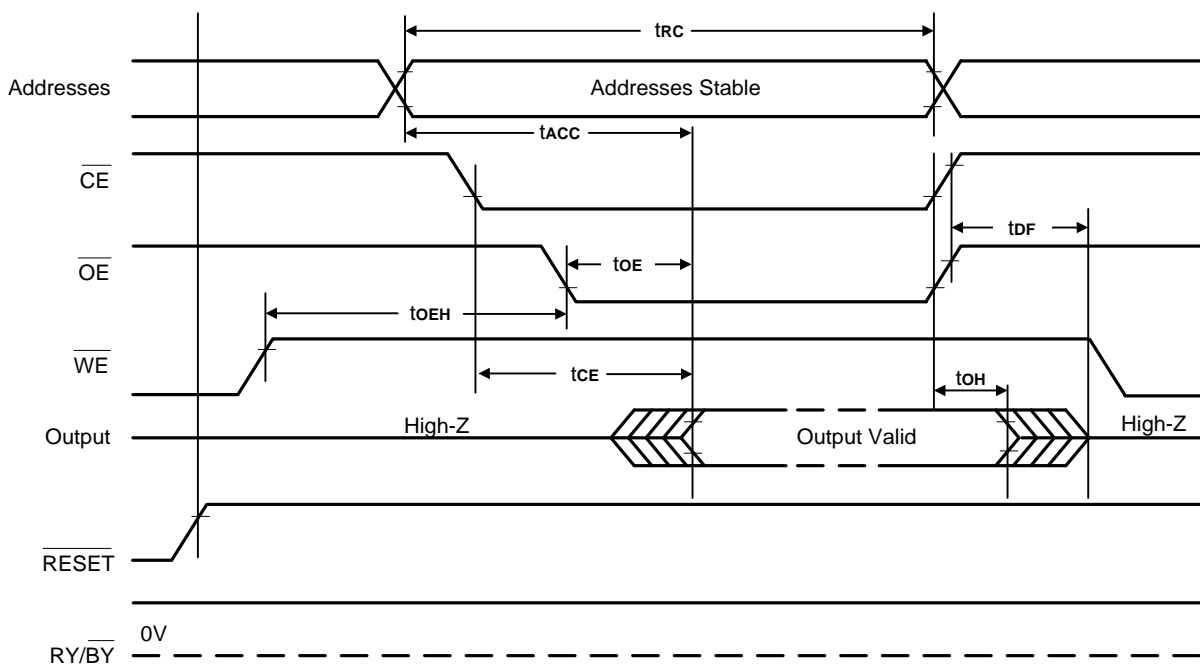 tRC
Addresses
Addresses Stable
tACC
CE
tDF
OE
tOE
tOEH
WE
tCE
tOH
Output
High-Z
Output Valid
High-Z
RESET
0V
RY/BY